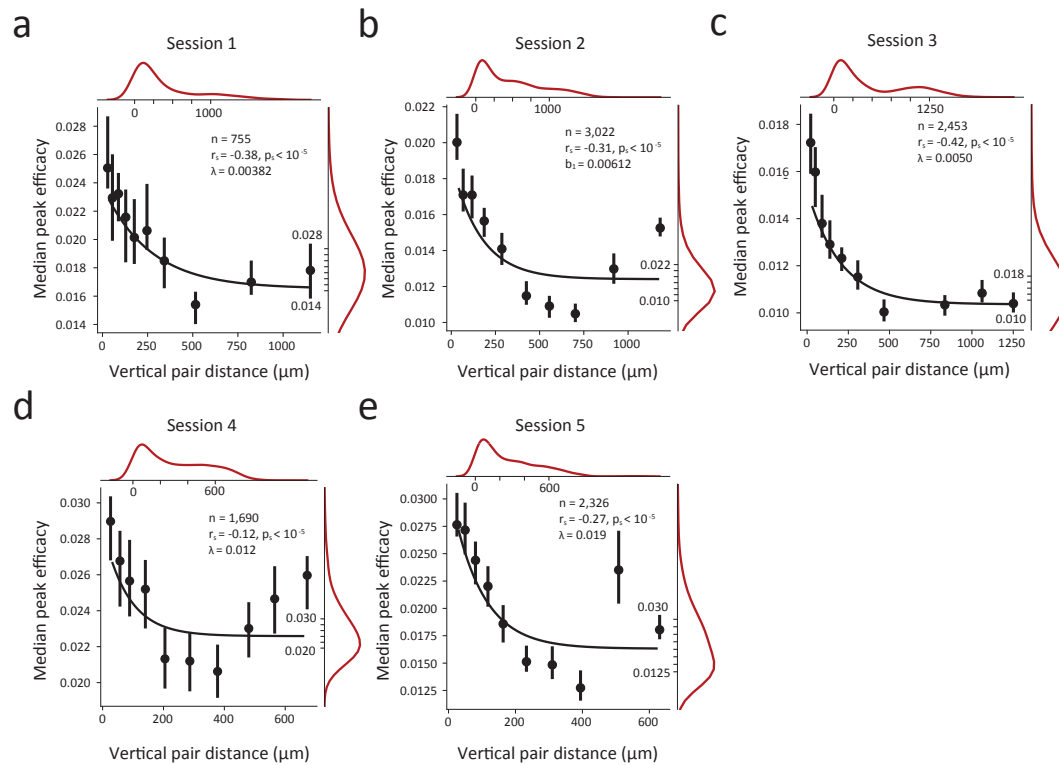 a
Session 1
0
1000
n = 755
rₛ = -0.38, pₛ < 10⁻⁵
λ = 0.00382
0.028
0.026
0.024
0.022
0.020
0.018
0.016
0.014
0.028
0.014
Median peak efficacy
0
250
500
750
1000
Vertical pair distance (μm)
b
Session 2
0
1000
n = 3,022
rₛ = -0.31, pₛ < 10⁻⁵
b₁ = 0.00612
0.022
0.020
0.018
0.016
0.014
0.012
0.010
0.022
0.010
Median peak efficacy
0
250
500
750
1000
Vertical pair distance (μm)
c
Session 3
0
1250
n = 2,453
rₛ = -0.42, pₛ < 10⁻⁵
λ = 0.0050
0.018
0.016
0.014
0.012
0.010
0.018
0.010
Median peak efficacy
0
250
500
750
1000
1250
Vertical pair distance (μm)
d
Session 4
0
600
n = 1,690
rₛ = -0.12, pₛ < 10⁻⁵
λ = 0.012
0.030
0.028
0.026
0.024
0.022
0.020
0.030
0.020
Median peak efficacy
0
200
400
600
Vertical pair distance (μm)
e
Session 5
0
600
n = 2,326
rₛ = -0.27, pₛ < 10⁻⁵
λ = 0.019
0.0300
0.0275
0.0250
0.0225
0.0200
0.0175
0.0150
0.0125
0.030
0.0125
Median peak efficacy
0
200
400
600
Vertical pair distance (μm)